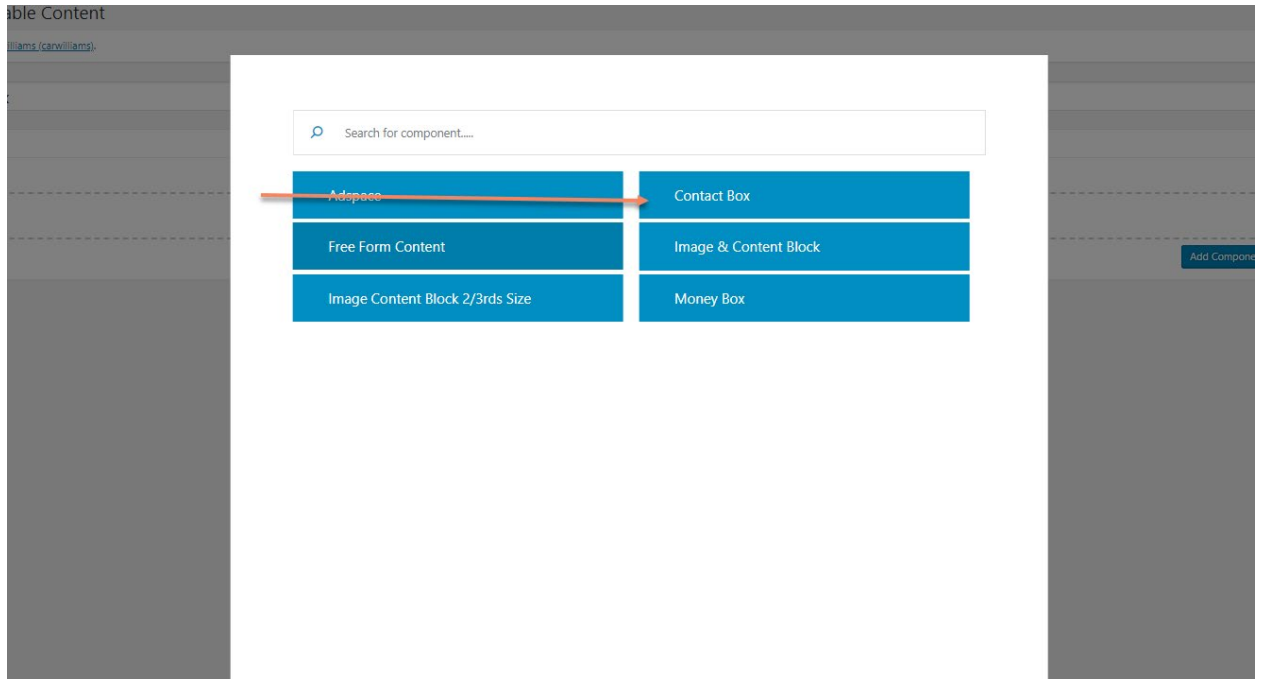 able Content
illiams (carwilliams).
Search for component.....
Adspace
Contact Box
Free Form Content
Image & Content Block
Add Compone
Image Content Block 2/3rds Size
Money Box